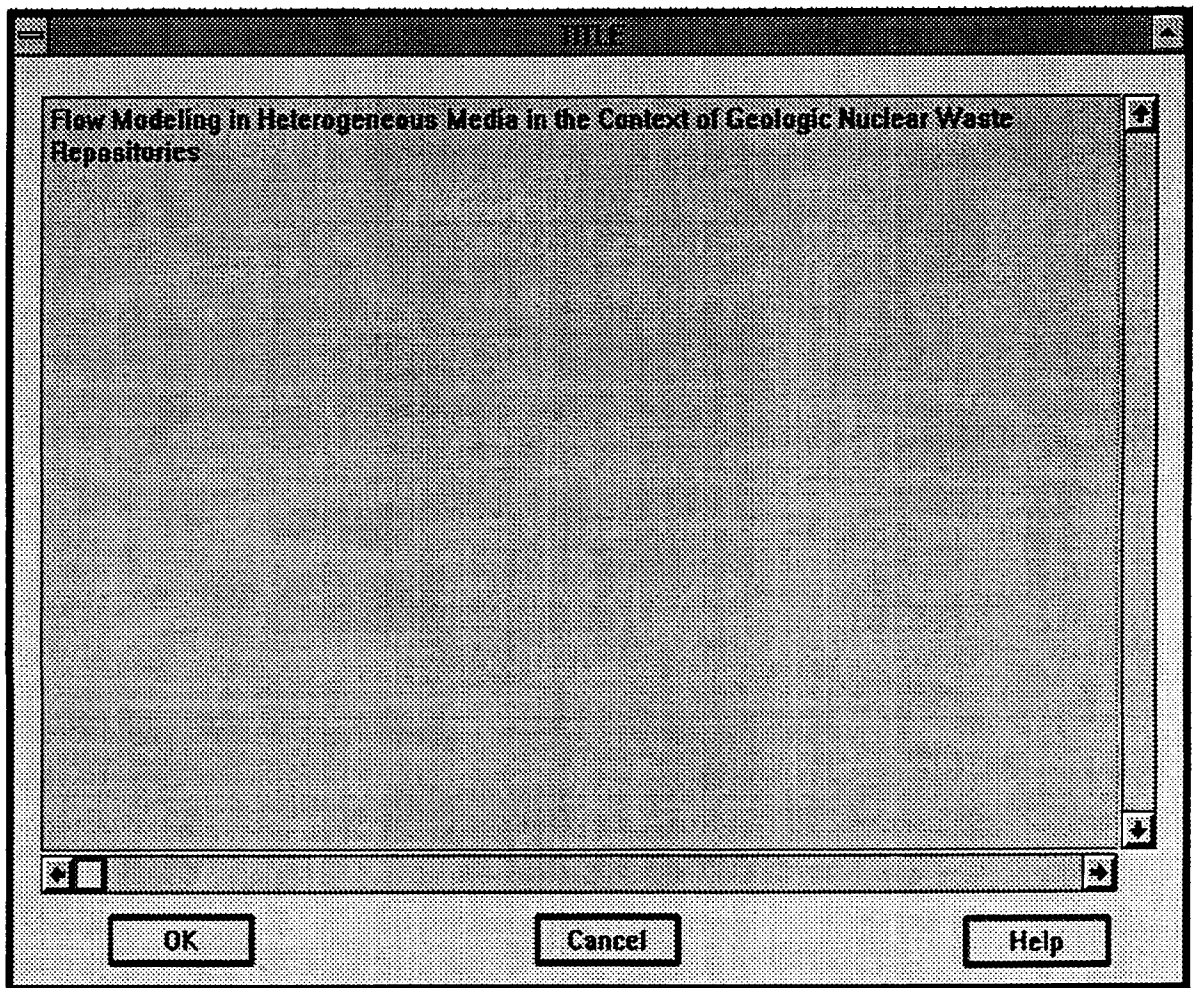 TITLE
Flow Modeling in Heterogeneous Media in the Context of Geologic Nuclear Waste
Repositories
OK Cancel Help